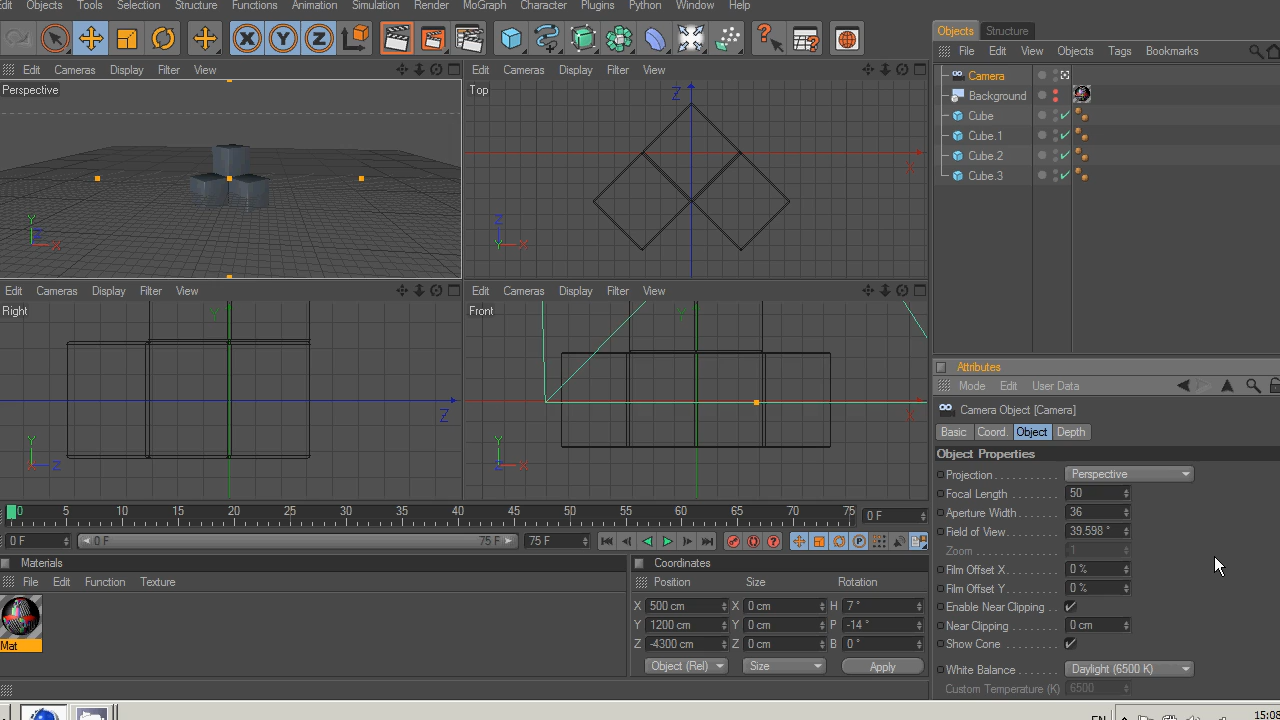 Objects Tools Selection Structure Functions Animation Simulation Render MoGraph Character Plugins Python Window Help
Objects Structure
File Edit View Objects Tags Bookmarks
Edit Cameras Display Filter View
Perspective
Edit Cameras Display Filter View
Top
Z
X
Y
Z
X
Z
Y
X
Camera
Background
Cube
Cube.1
Cube.2
Cube.3
Edit Cameras Display Filter View
Right
Y
Z
Y
X
Z
Edit Cameras Display Filter View
Front
Y
X
Y
Z
X
0 5 10 15 20 25 30 35 40 45 50 55 60 65 70 75
0 F
0 F 0 F 75 F 75 F
Materials
File Edit Function Texture
Mat
Coordinates
Position Size Rotation
X 500 cm X 0 cm H 7 °
Y 1200 cm Y 0 cm P -14 °
Z -4300 cm Z 0 cm B 0 °
Object (Rel) Size Apply
Attributes
Mode Edit User Data
Camera Object [Camera]
Basic Coord. Object Depth
Object Properties
Projection Perspective
Focal Length 50
Aperture Width 36
Field of View 39.598 °
Zoom 1
Film Offset X 0 %
Film Offset Y 0 %
Enable Near Clipping
Near Clipping 0 cm
Show Cone
White Balance Daylight (6500 K)
Custom Temperature (K) 6500
EN